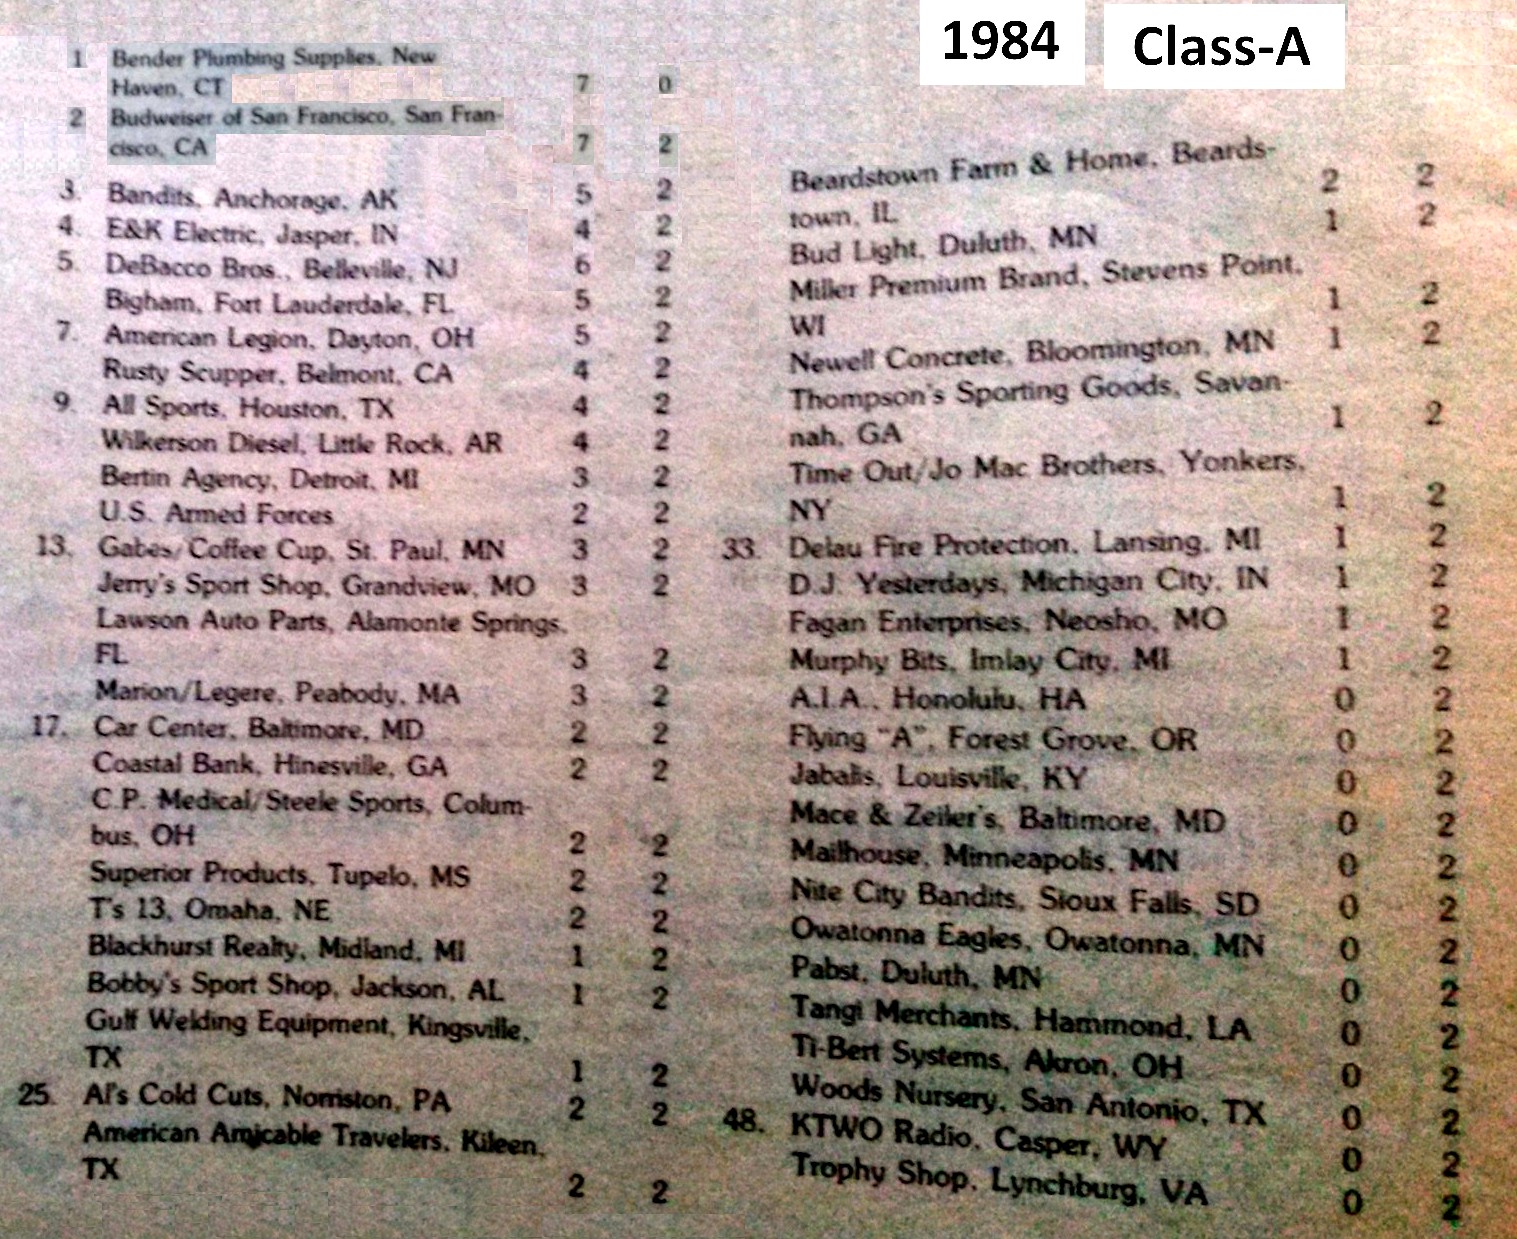 1984 Class-A
1 Bender Plumbing Supplies, New
Haven, CT 7 0
2 Budweiser of San Francisco, San Fran-
cisco, CA 7 2
3. Bandits, Anchorage, AK 5 2
4. E&K Electric, Jasper, IN 4 2
5. DeBacco Bros., Belleville, NJ 6 2
Bigham, Fort Lauderdale, FL 5 2
7. American Legion, Dayton, OH 5 2
Rusty Scupper, Belmont, CA 4 2
9. All Sports, Houston, TX 4 2
Wilkerson Diesel, Little Rock, AR 4 2
Bertin Agency, Detroit, MI 3 2
U.S. Armed Forces 2 2
13. Gabes/Coffee Cup, St. Paul, MN 3 2
Jerry's Sport Shop, Grandview, MO 3 2
Lawson Auto Parts, Alamonte Springs,
FL 3 2
Marion/Legere, Peabody, MA 3 2
17. Car Center, Baltimore, MD 2 2
Coastal Bank, Hinesville, GA 2 2
C.P. Medical/Steele Sports, Colum-
bus, OH 2 2
Superior Products, Tupelo, MS 2 2
T's 13, Omaha, NE 2 2
Blackhurst Realty, Midland, MI 1 2
Bobby's Sport Shop, Jackson, AL 1 2
Gulf Welding Equipment, Kingsville,
TX 1 2
25. Al's Cold Cuts, Norriston, PA 2 2
American Amicable Travelers, Kileen,
TX 2 2
Beardstown Farm & Home, Beards-
town, IL 2 2
Bud Light, Duluth, MN 1 2
Miller Premium Brand, Stevens Point,
WI 1 2
Newell Concrete, Bloomington, MN 1 2
Thompson's Sporting Goods, Savan-
nah, GA 1 2
Time Out/Jo Mac Brothers, Yonkers,
NY 1 2
33. Delau Fire Protection, Lansing, MI 1 2
D.J. Yesterdays, Michigan City, IN 1 2
Fagan Enterprises, Neosho, MO 1 2
Murphy Bits, Imlay City, MI 1 2
A.I.A., Honolulu, HA 0 2
Flying "A", Forest Grove, OR 0 2
Jabalis, Louisville, KY 0 2
Mace & Zeiler's, Baltimore, MD 0 2
Mailhouse, Minneapolis, MN 0 2
Nite City Bandits, Sioux Falls, SD 0 2
Owatonna Eagles, Owatonna, MN 0 2
Pabst, Duluth, MN 0 2
Tangi Merchants, Hammond, LA 0 2
Ti-Bert Systems, Akron, OH 0 2
Woods Nursery, San Antonio, TX 0 2
48. KTWO Radio, Casper, WY 0 2
Trophy Shop, Lynchburg, VA 0 2